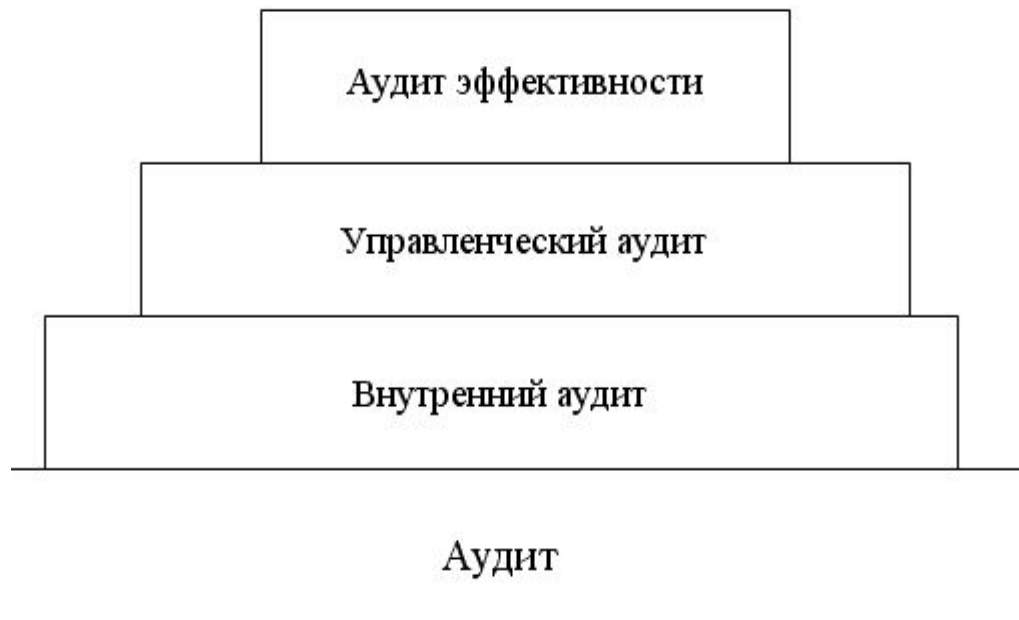 Аудит эффективности
Управленческий аудит
Внутренний аудит
Аудит